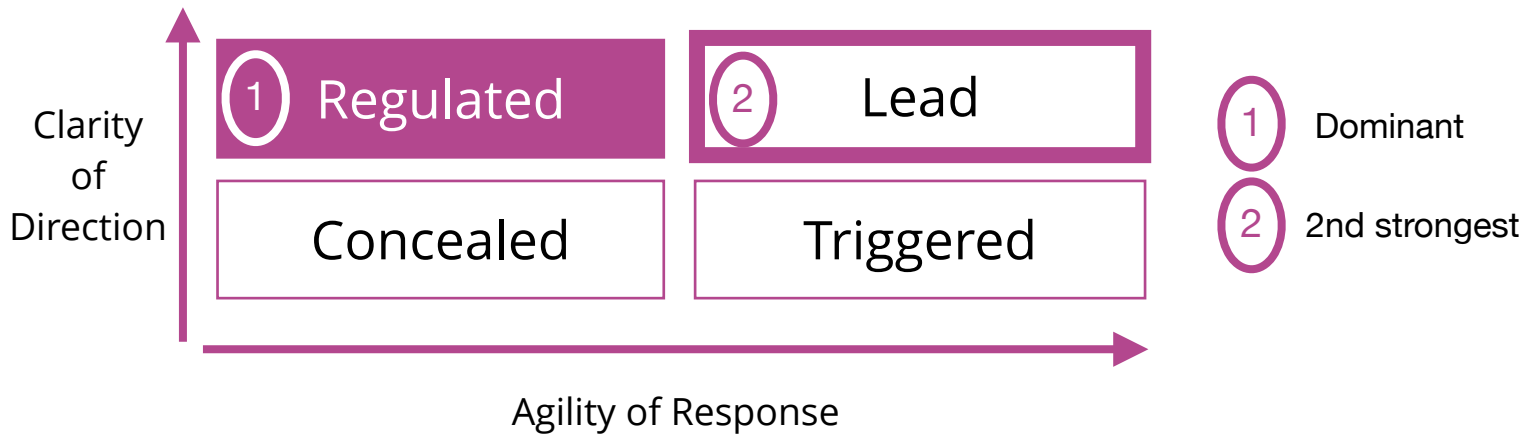 Clarity
of
Direction
1 Regulated
2 Lead
Concealed
Triggered
Agility of Response
1 Dominant
2 2nd strongest